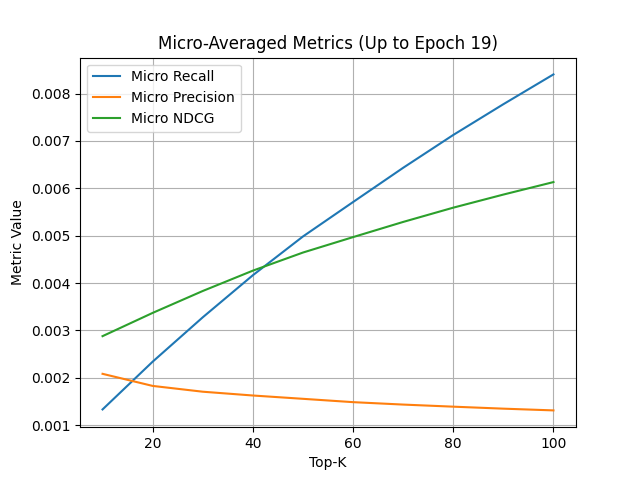 Micro-Averaged Metrics (Up to Epoch 19)
Micro Recall
Micro Precision
Micro NDCG
Metric Value
0.008
0.007
0.006
0.005
0.004
0.003
0.002
0.001
20 40 60 80 100
Top-K